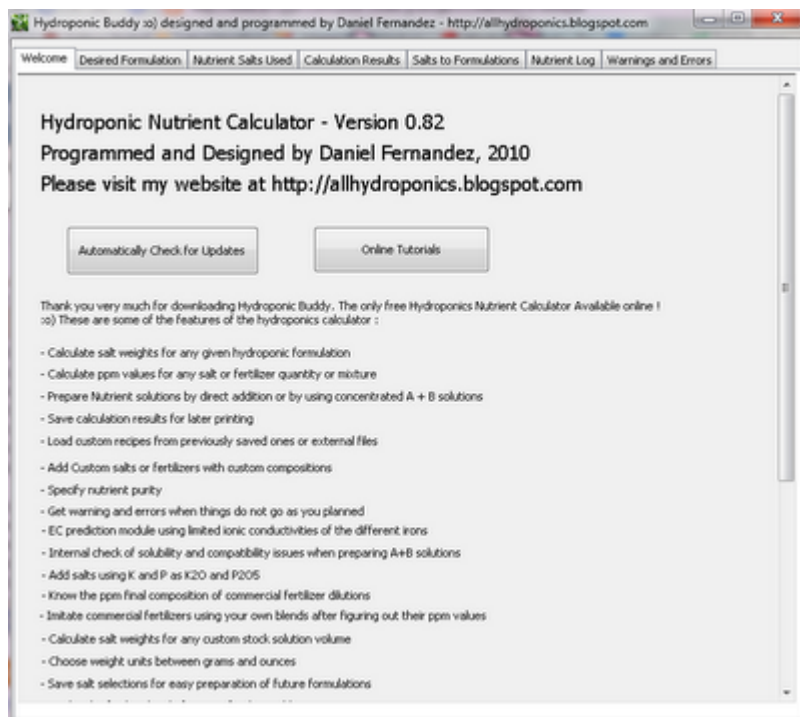 Hydroponic Buddy :o) designed and programmed by Daniel Fernandez - http://allhydroponics.blogspot.com
Welcome Desired Formulation Nutrient Salts Used Calculation Results Salts to Formulations Nutrient Log Warnings and Errors
Hydroponic Nutrient Calculator - Version 0.82
Programmed and Designed by Daniel Fernandez, 2010
Please visit my website at http://allhydroponics.blogspot.com
Automatically Check for Updates Online Tutorials
Thank you very much for downloading Hydroponic Buddy. The only free Hydroponics Nutrient Calculator Available online !
:o) These are some of the features of the hydroponics calculator :
- Calculate salt weights for any given hydroponic formulation
- Calculate ppm values for any salt or fertilizer quantity or mixture
- Prepare Nutrient solutions by direct addition or by using concentrated A + B solutions
- Save calculation results for later printing
- Load custom recipes from previously saved ones or external files
- Add Custom salts or fertilizers with custom compositions
- Specify nutrient purity
- Get warning and errors when things do not go as you planned
- EC prediction module using limited ionic conductivities of the different irons
- Internal check of solubility and compatibility issues when preparing A+B solutions
- Add salts using K and P as K2O and P2O5
- Know the ppm final composition of commercial fertilizer dilutions
- Imitate commercial fertilizers using your own blends after figuring out their ppm values
- Calculate salt weights for any custom stock solution volume
- Choose weight units between grams and ounces
- Save salt selections for easy preparation of future formulations